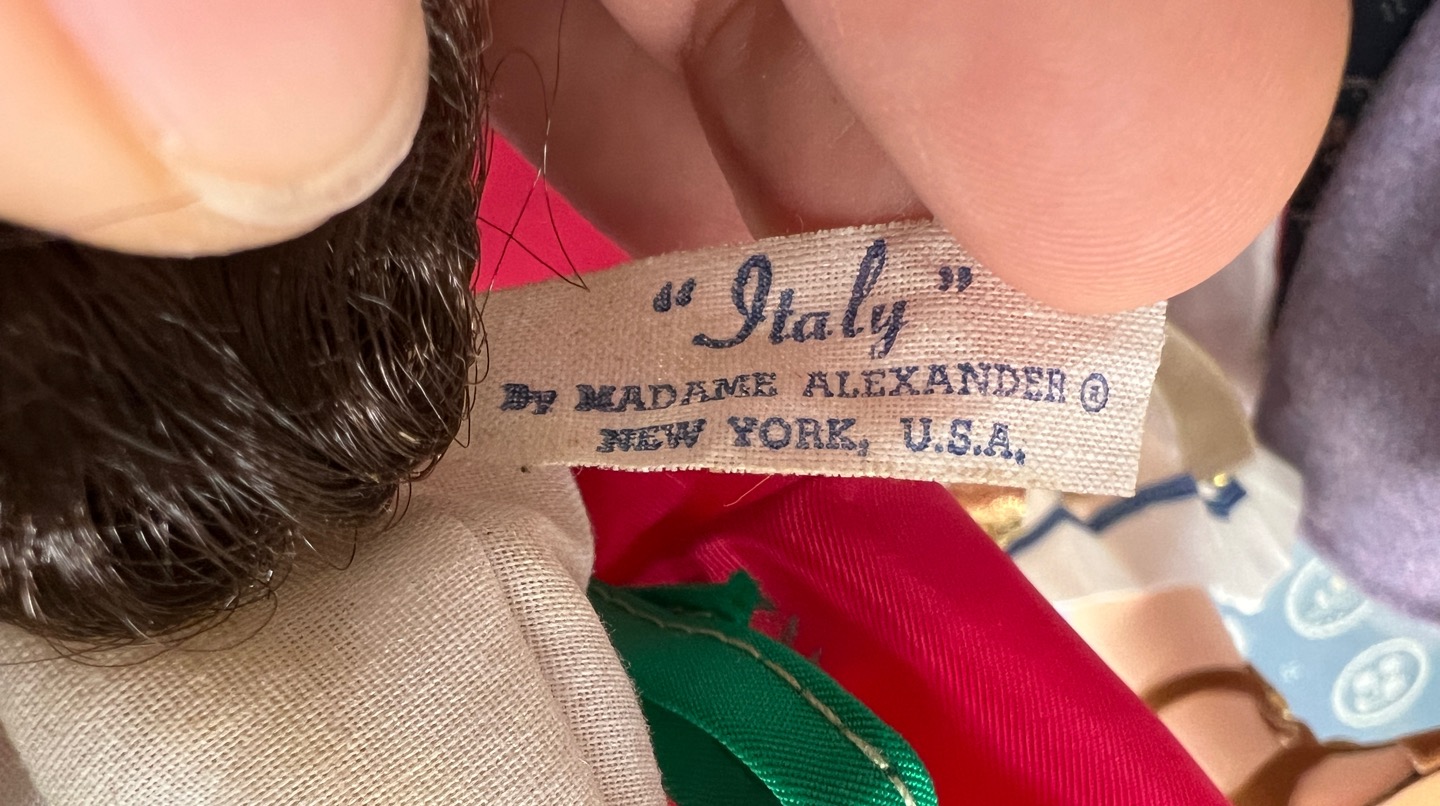 “Italy”
By MADAME ALEXANDER ®
NEW YORK, U.S.A.